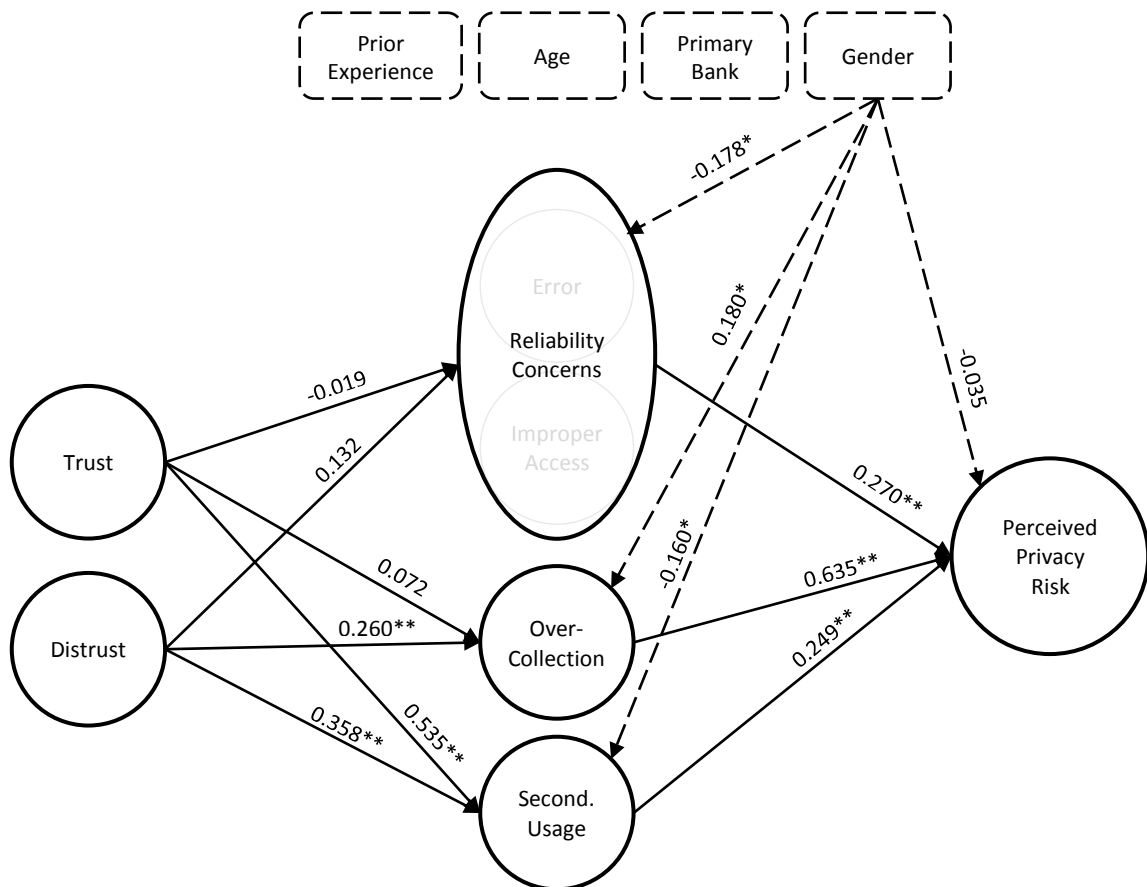 Prior
Experience
Age
Primary
Bank
Gender
-0.178*
Error
Reliability
Concerns
Improper
Access
0.180*
-0.035
-0.019
Trust
0.132
0.270**
-0.160*
Perceived
Privacy
Risk
0.072
0.635**
Distrust
0.260**
Over-
Collection
0.249**
0.358**
0.535**
Second.
Usage